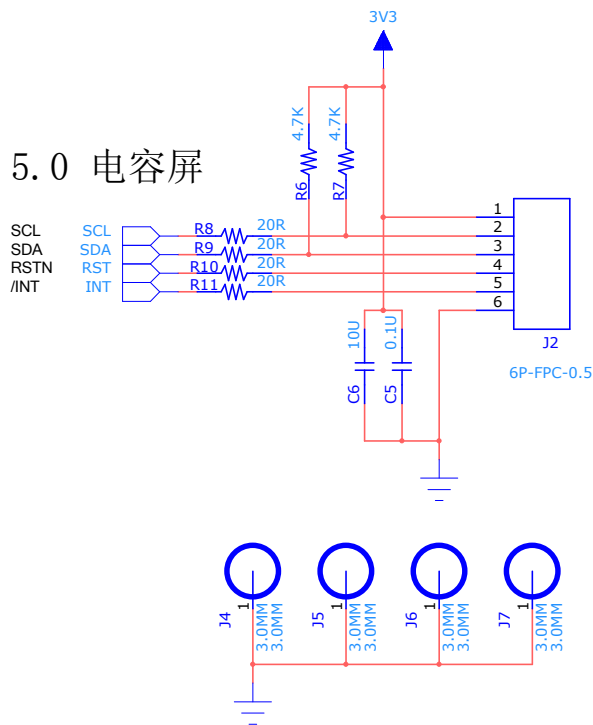 3V3
4.7K
4.7K
R6
R7
5.0 电容屏
SCL SCL R8 20R
SDA SDA R9 20R
RSTN RST R10 20R
/INT INT R11 20R
1
2
3
4
5
6
J2
6P-FPC-0.5
10U
0.1U
C6
C5
J4 1 3.0MM 3.0MM
J5 1 3.0MM 3.0MM
J6 1 3.0MM 3.0MM
J7 1 3.0MM 3.0MM